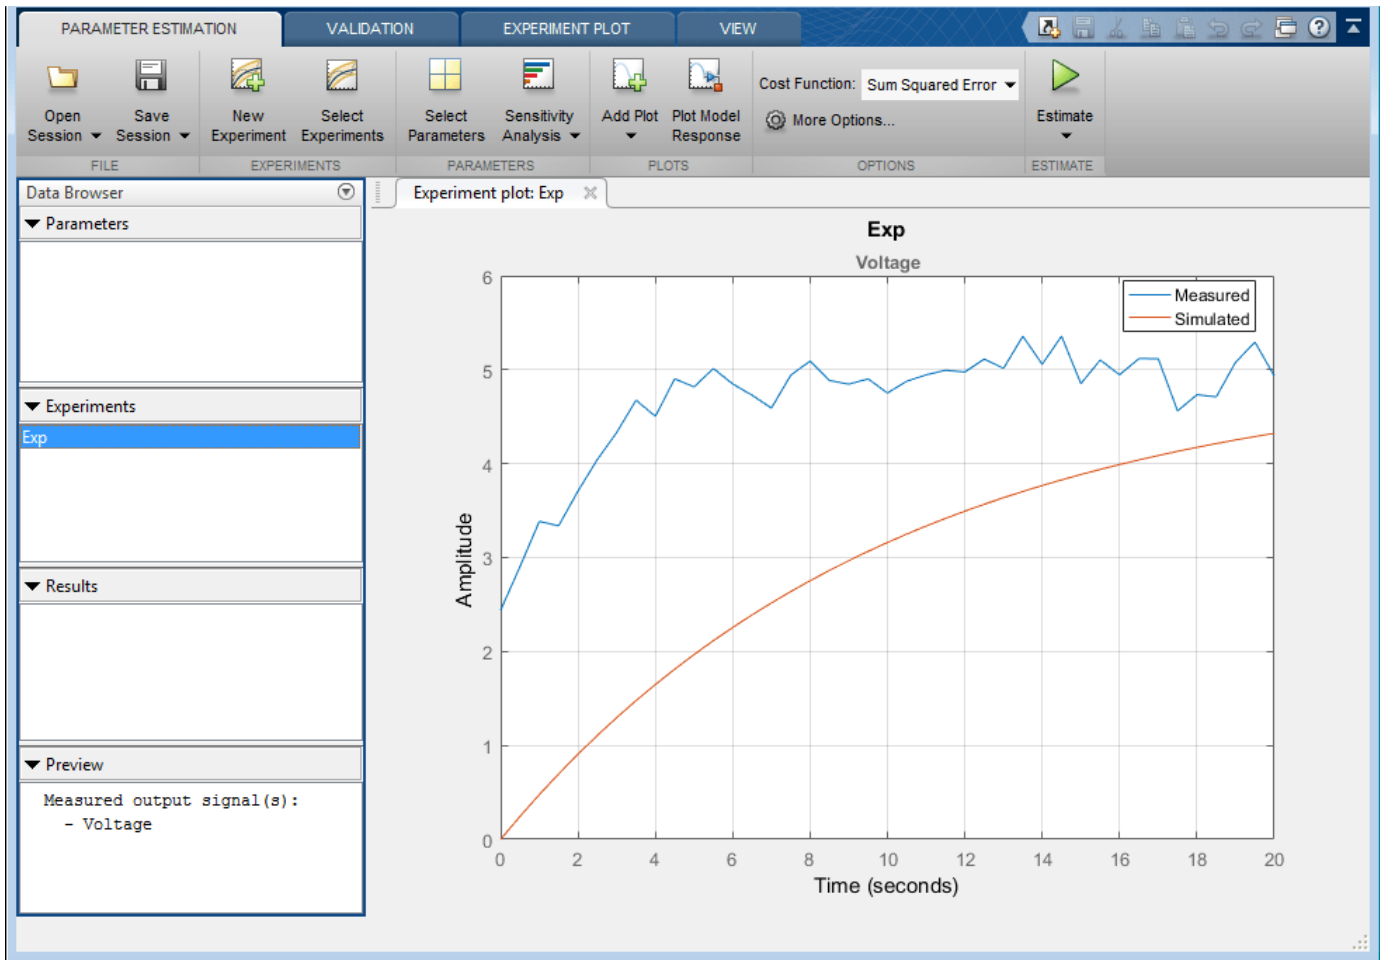 PARAMETER ESTIMATION VALIDATION EXPERIMENT PLOT VIEW
Open Session Save Session New Experiment Select Experiments Select Parameters Sensitivity Analysis Add Plot Plot Model Response Cost Function: Sum Squared Error Estimate
More Options...
FILE EXPERIMENTS PARAMETERS PLOTS OPTIONS ESTIMATE
Data Browser
Parameters
Experiments
Exp
Results
Preview
Measured output signal(s):
- Voltage
Experiment plot: Exp
Exp
Voltage
Measured
Simulated
6
5
4
3
2
1
0
Amplitude
0 2 4 6 8 10 12 14 16 18 20
Time (seconds)